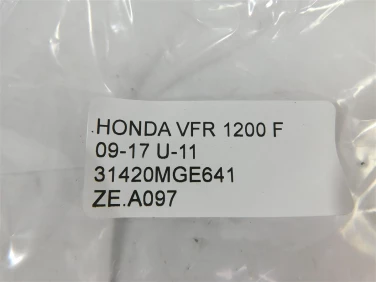 HONDA VFR 1200 F
09-17 U-11
31420MGE641
ZE.A097